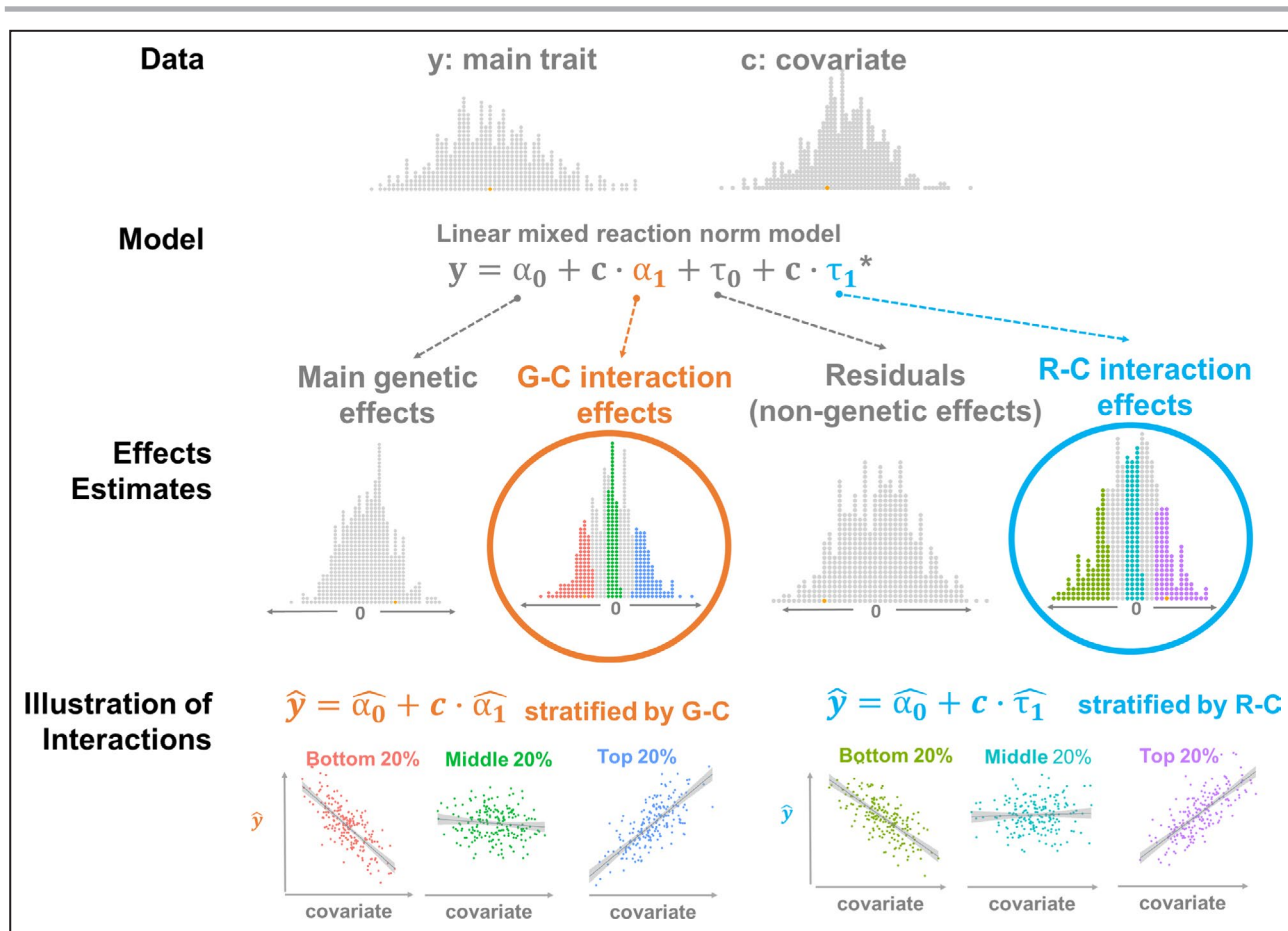 Data
y: main trait
c: covariate
Model
Linear mixed reaction norm model
y = α₀ + c · α₁ + τ₀ + c · τ₁*
Main genetic
effects
G-C interaction
effects
Residuals
(non-genetic effects)
R-C interaction
effects
Effects
Estimates
0
0
0
0
Illustration of
Interactions
ŷ = α̂₀ + c · α̂₁ stratified by G-C
ŷ = α̂₀ + c · τ̂₁ stratified by R-C
Bottom 20%
Middle 20%
Top 20%
Bottom 20%
Middle 20%
Top 20%
ŷ
ŷ
covariate
covariate
covariate
covariate
covariate
covariate